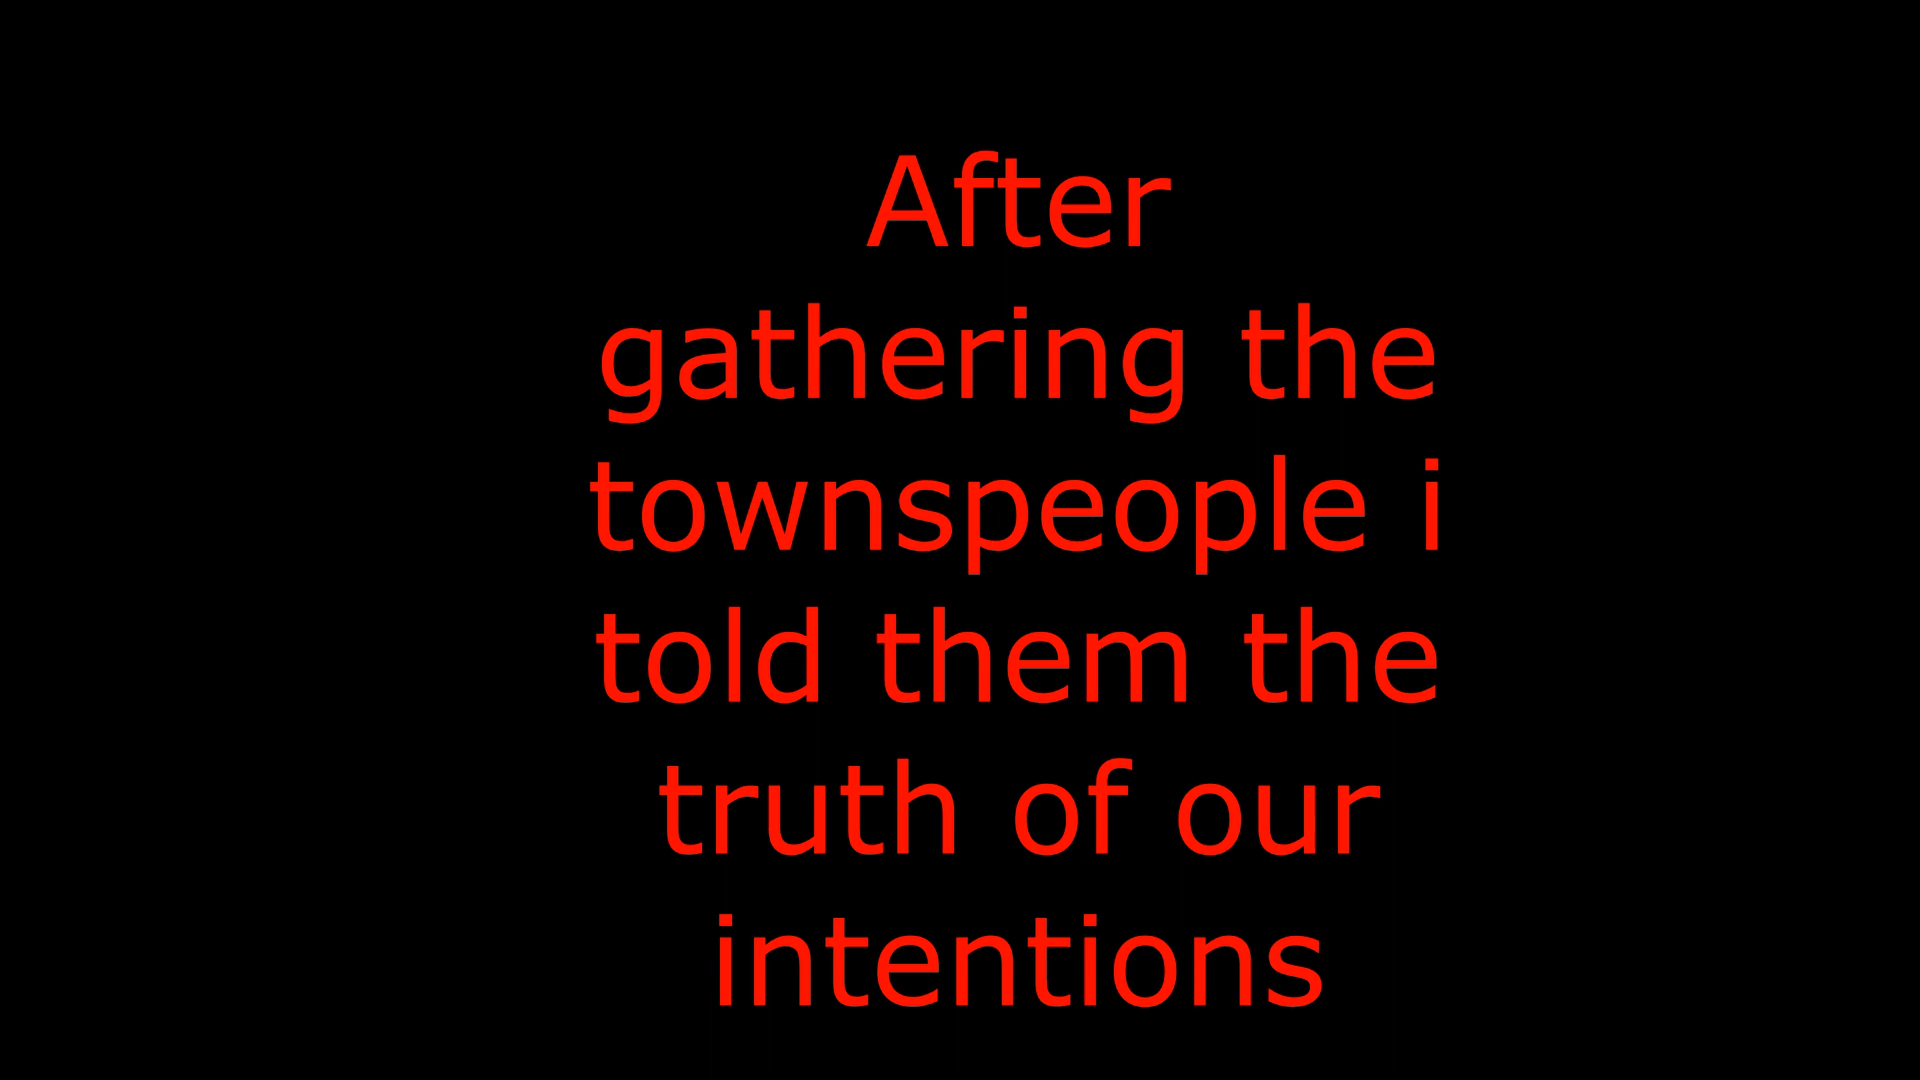 After
gathering the
townspeople i
told them the
truth of our
intentions